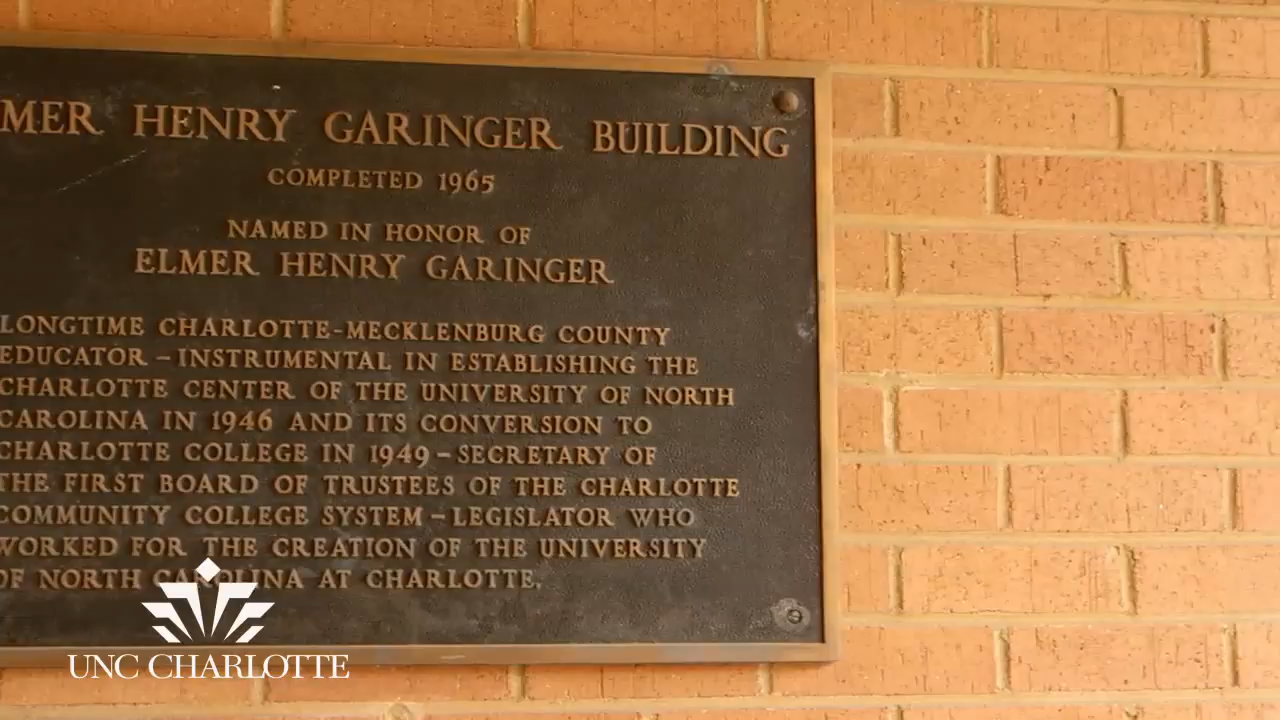 MER HENRY GARINGER BUILDING
COMPLETED 1965
NAMED IN HONOR OF
ELMER HENRY GARINGER
LONGTIME CHARLOTTE-MECKLENBURG COUNTY
EDUCATOR – INSTRUMENTAL IN ESTABLISHING THE
CHARLOTTE CENTER OF THE UNIVERSITY OF NORTH
CAROLINA IN 1946 AND ITS CONVERSION TO
CHARLOTTE COLLEGE IN 1949 – SECRETARY OF
THE FIRST BOARD OF TRUSTEES OF THE CHARLOTTE
COMMUNITY COLLEGE SYSTEM – LEGISLATOR WHO
WORKED FOR THE CREATION OF THE UNIVERSITY
OF NORTH CAROLINA AT CHARLOTTE.
UNC CHARLOTTE